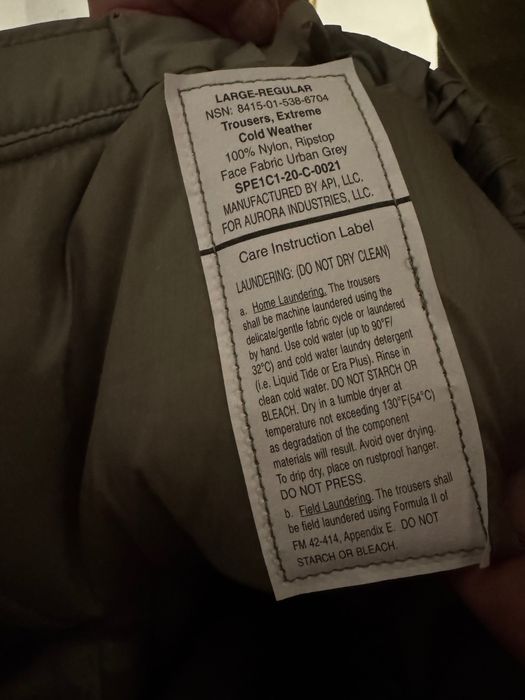 LARGE-REGULAR
NSN: 8415-01-538-6704
Trousers, Extreme
Cold Weather
100% Nylon, Ripstop
Face Fabric Urban Grey
SPE1C1-20-C-0021
MANUFACTURED BY API, LLC.
FOR AURORA INDUSTRIES, LLC.
Care Instruction Label
LAUNDERING: (DO NOT DRY CLEAN)
a. Home Laundering. The trousers
shall be machine laundered using the
delicate/gentle fabric cycle or laundered
by hand. Use cold water (up to 90°F/
32°C) and cold water laundry detergent
(i.e. Liquid Tide or Era Plus). Rinse in
clean cold water. DO NOT STARCH OR
BLEACH. Dry in a tumble dryer at
temperature not exceeding 130°F(54°C)
as degradation of the component
materials will result. Avoid over drying.
To drip dry, place on rustproof hanger.
DO NOT PRESS.
b. Field Laundering. The trousers shall
be field laundered using Formula II of
FM 42-414, Appendix E. DO NOT
STARCH OR BLEACH.